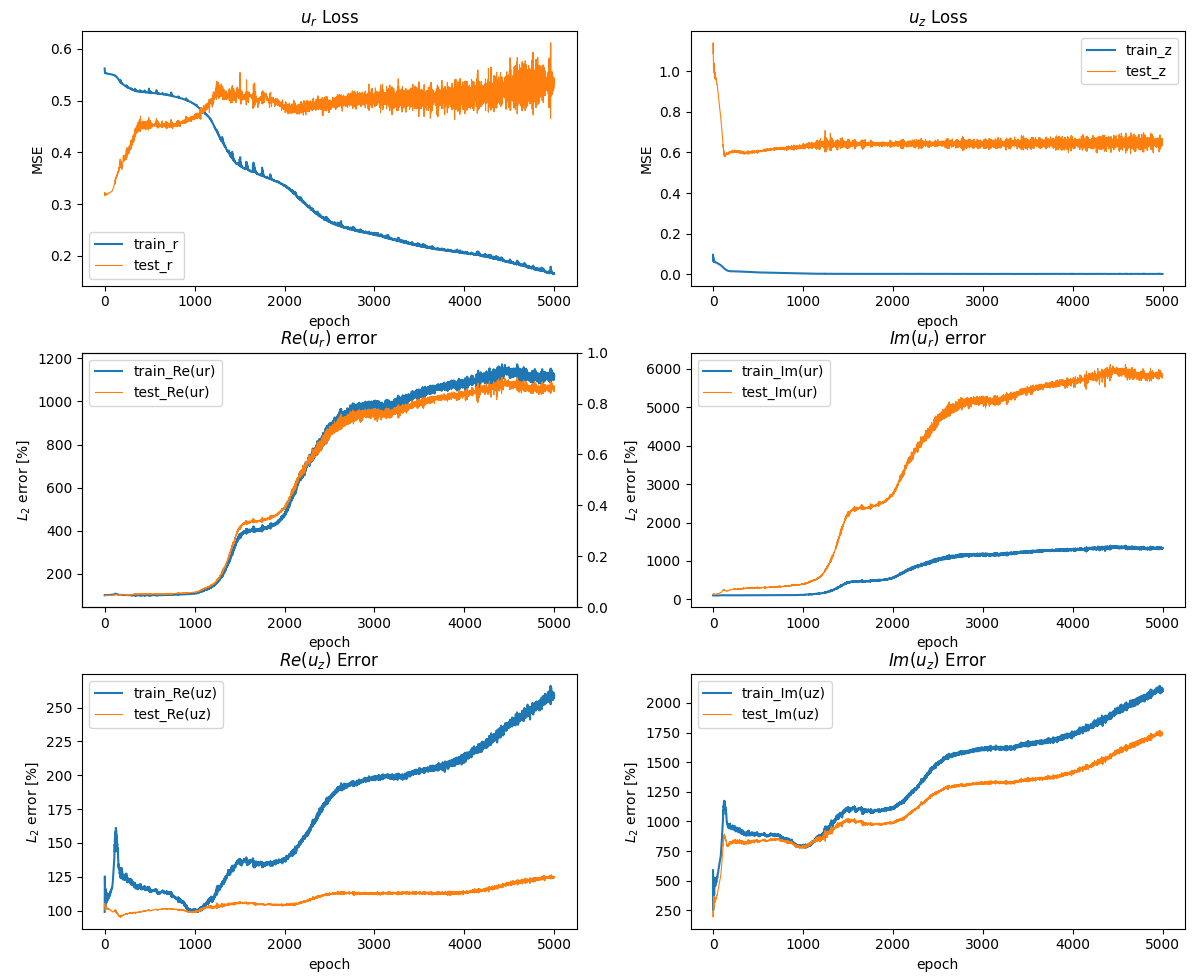 u_r Loss
MSE
0.6
0.5
0.4
0.3
0.2
train_r
test_r
0 1000 2000 3000 4000 5000
epoch
u_z Loss
MSE
1.0
0.8
0.6
0.4
0.2
0.0
train_z
test_z
0 1000 2000 3000 4000 5000
epoch
Re(u_r) error
L_2 error [%]
1200
1000
800
600
400
200
train_Re(ur)
test_Re(ur)
1.0
0.8
0.6
0.4
0.2
0.0
0 1000 2000 3000 4000 5000
epoch
Im(u_r) error
L_2 error [%]
6000
5000
4000
3000
2000
1000
0
train_Im(ur)
test_Im(ur)
0 1000 2000 3000 4000 5000
epoch
Re(u_z) Error
L_2 error [%]
250
225
200
175
150
125
100
train_Re(uz)
test_Re(uz)
0 1000 2000 3000 4000 5000
epoch
Im(u_z) Error
L_2 error [%]
2000
1750
1500
1250
1000
750
500
250
train_Im(uz)
test_Im(uz)
0 1000 2000 3000 4000 5000
epoch